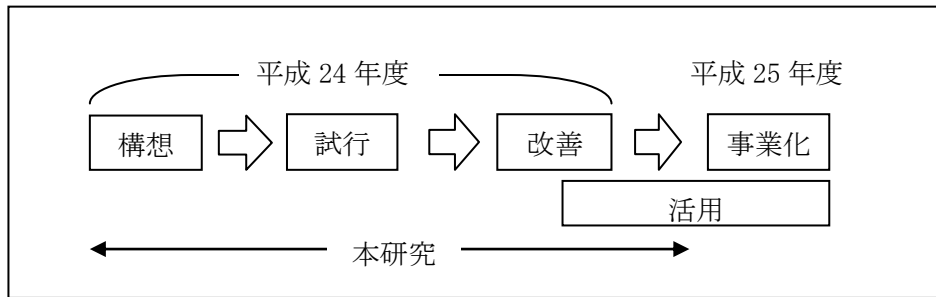 平成 24 年度 平成 25 年度
構想 試行 改善 事業化
活用
本研究